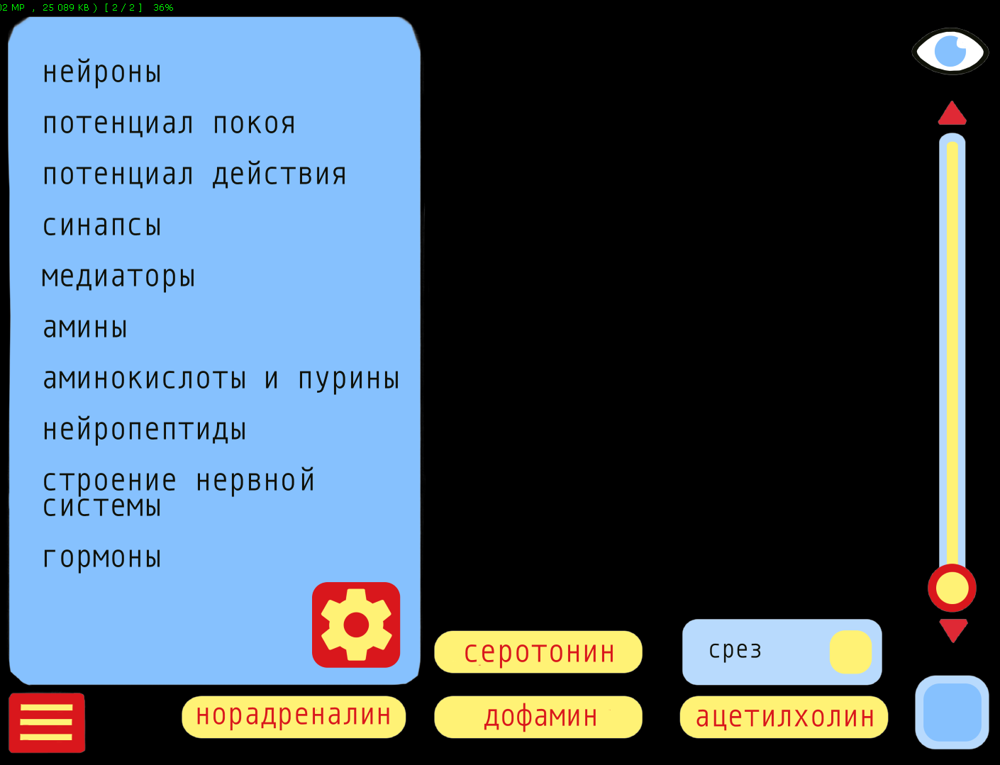 02 MP , 25 089 KB ) [ 2 / 2 ] 36%
нейроны
потенциал покоя
потенциал действия
синапсы
медиаторы
амины
аминокислоты и пурины
нейропептиды
строение нервной
системы
гормоны
серотонин
срез
норадреналин
дофамин
ацетилхолин